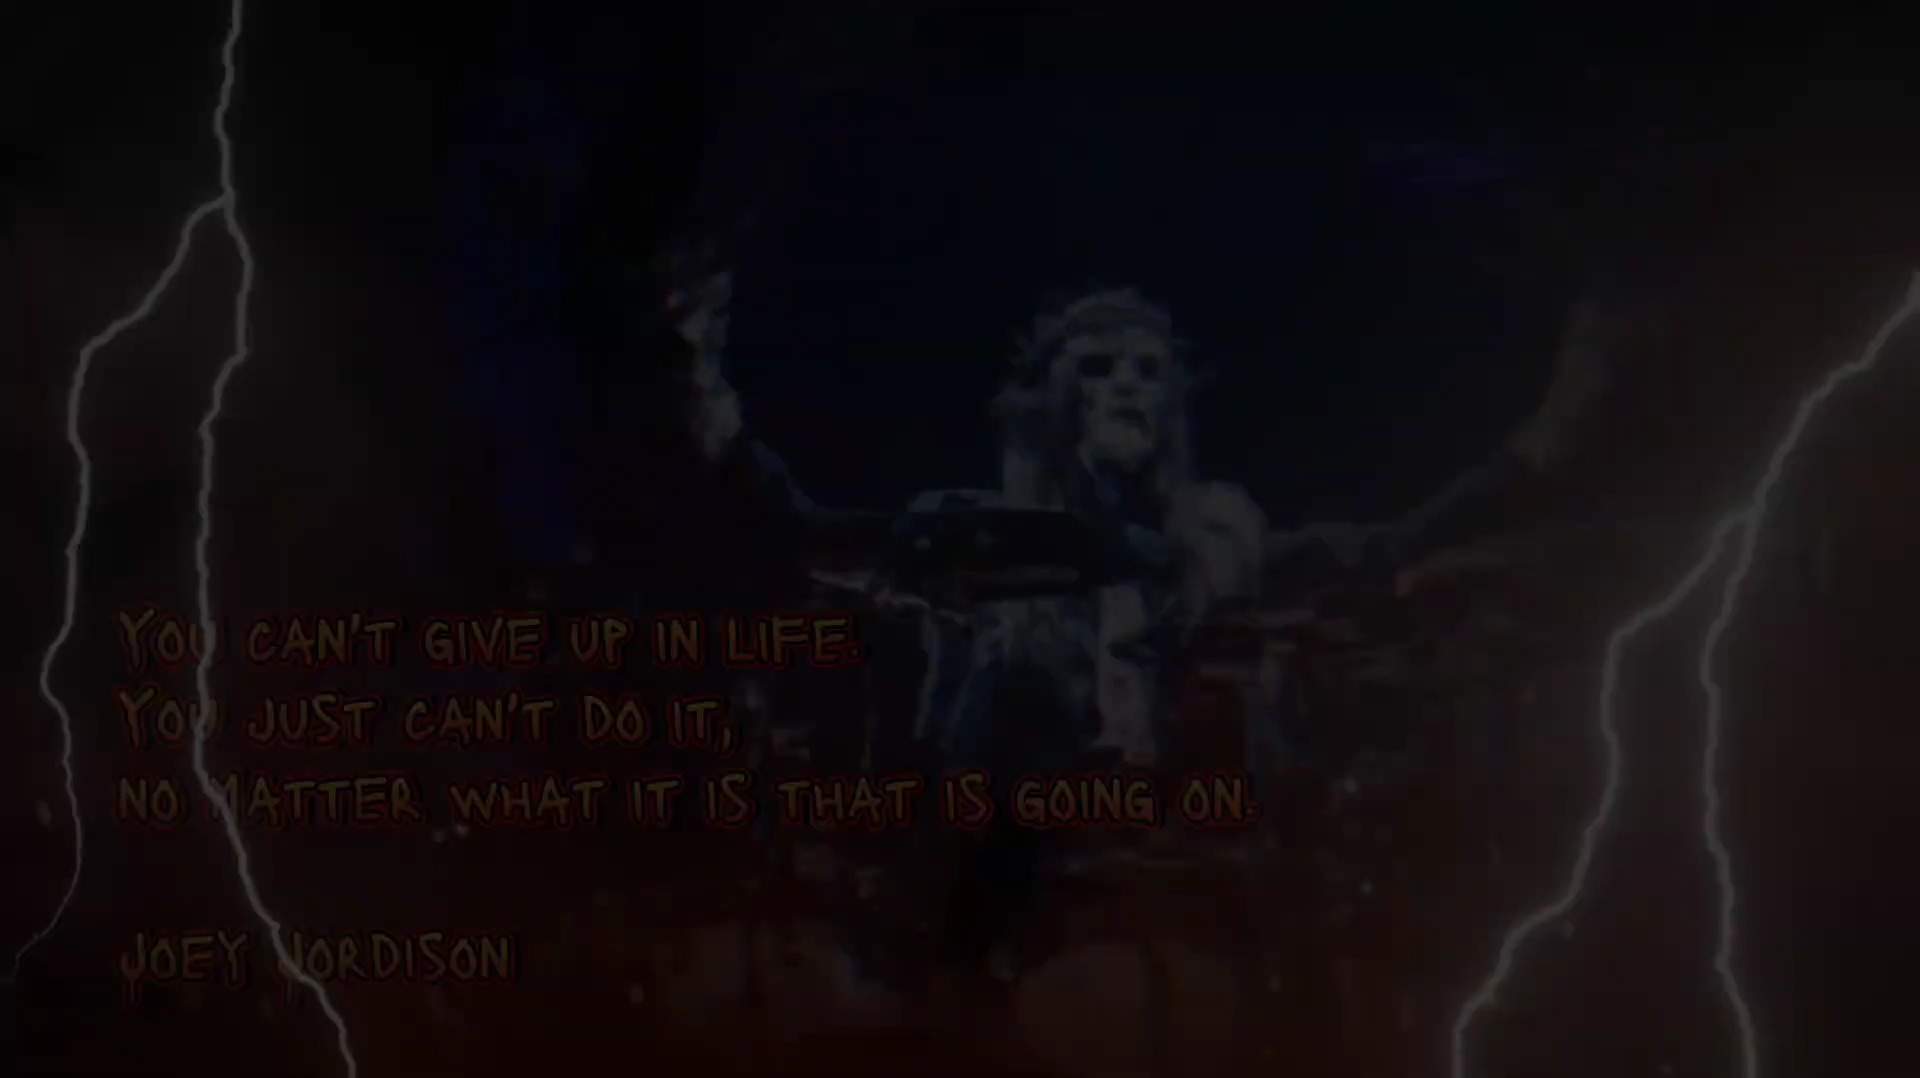 YOU CAN'T GIVE UP IN LIFE.
YOU JUST CAN'T DO IT,
NO MATTER WHAT IT IS THAT IS GOING ON.
JOEY JORDISON